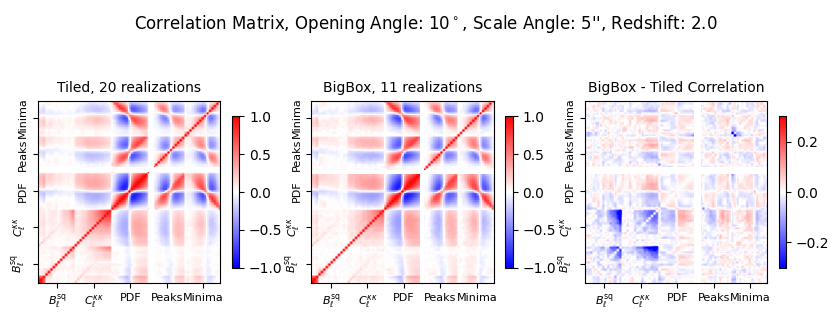 Correlation Matrix, Opening Angle: 10°, Scale Angle: 5'', Redshift: 2.0
Tiled, 20 realizations
BigBox, 11 realizations
BigBox - Tiled Correlation
Minima
Peaks
PDF
C_ℓ^κκ
B_ℓ^sq
B_ℓ^sq
C_ℓ^κκ
PDF
Peaks
Minima
1.0
0.5
0.0
−0.5
−1.0
Minima
Peaks
PDF
C_ℓ^κκ
B_ℓ^sq
B_ℓ^sq
C_ℓ^κκ
PDF
Peaks
Minima
1.0
0.5
0.0
−0.5
−1.0
Minima
Peaks
PDF
C_ℓ^κκ
B_ℓ^sq
B_ℓ^sq
C_ℓ^κκ
PDF
Peaks
Minima
0.2
0.0
−0.2